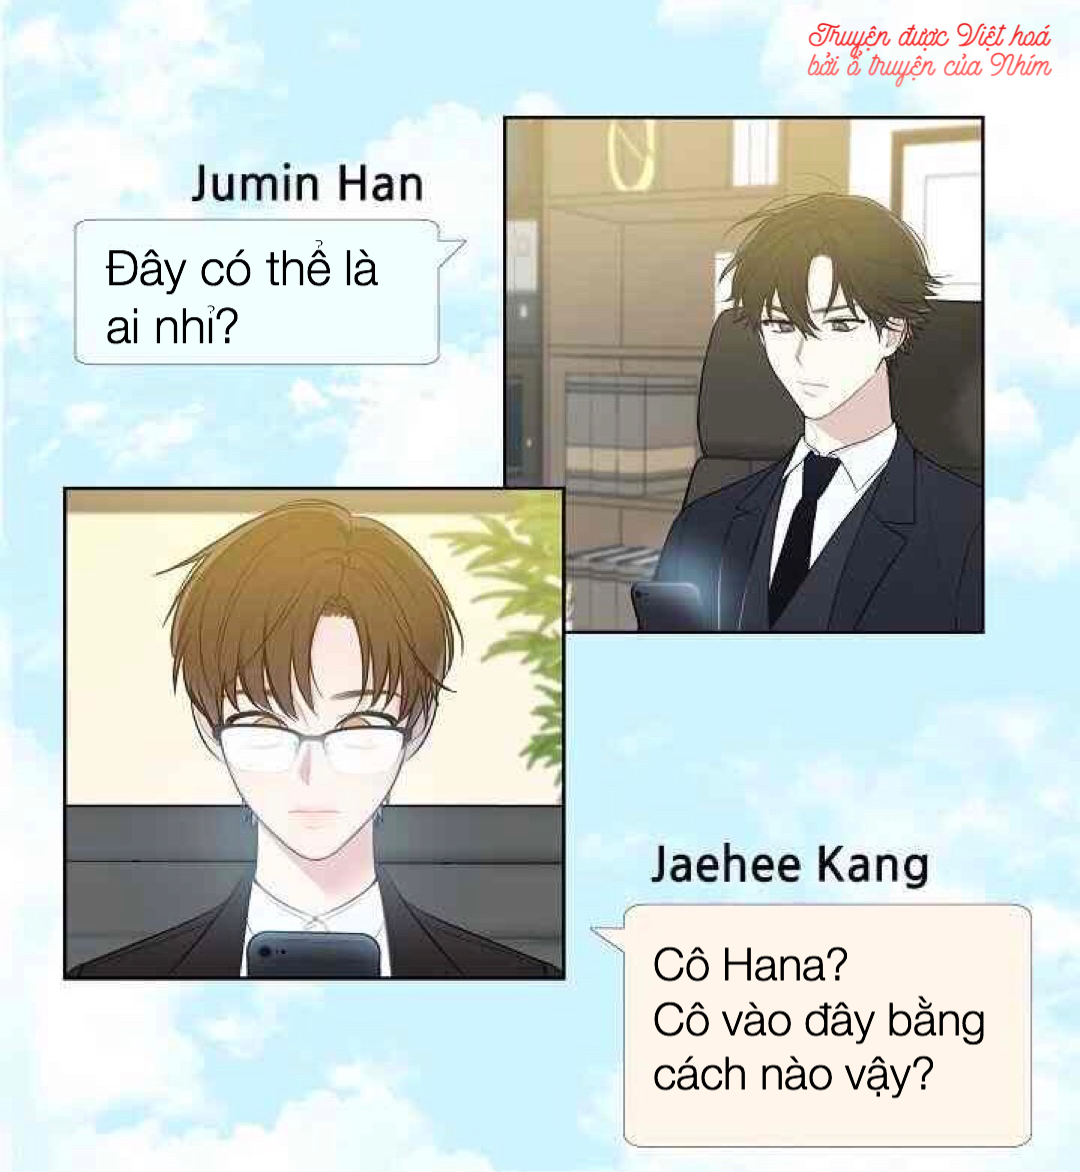 Truyện được Việt hoá
bởi ổ truyện của Nhím
Jumin Han
Đây có thể là
ai nhỉ?
Jaehee Kang
Cô Hana?
Cô vào đây bằng
cách nào vậy?